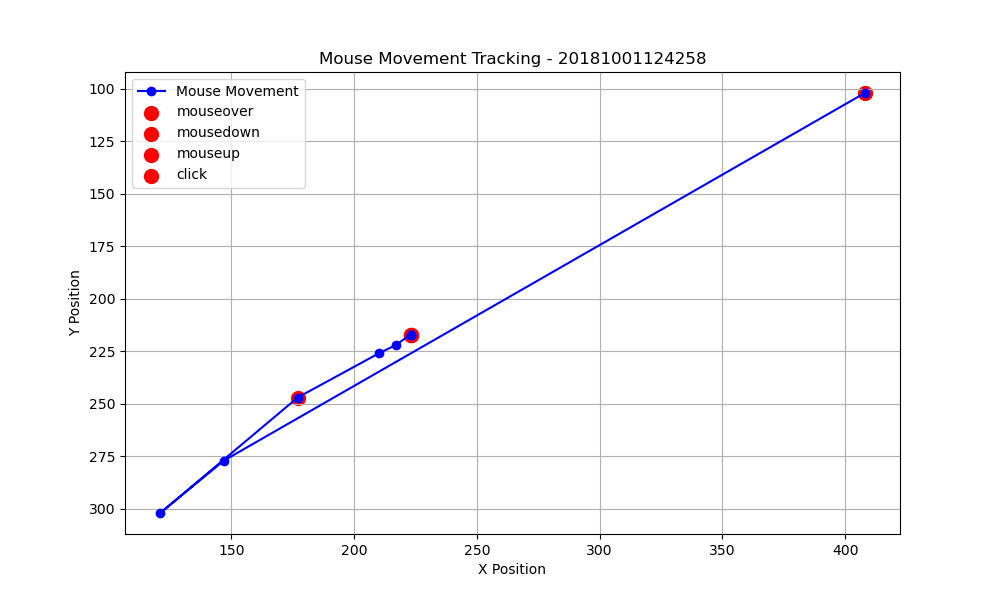 Mouse Movement Tracking - 20181001124258
Mouse Movement
mouseover
mousedown
mouseup
click
100
125
150
175
200
225
250
275
300
Y Position
150
200
250
300
350
400
X Position